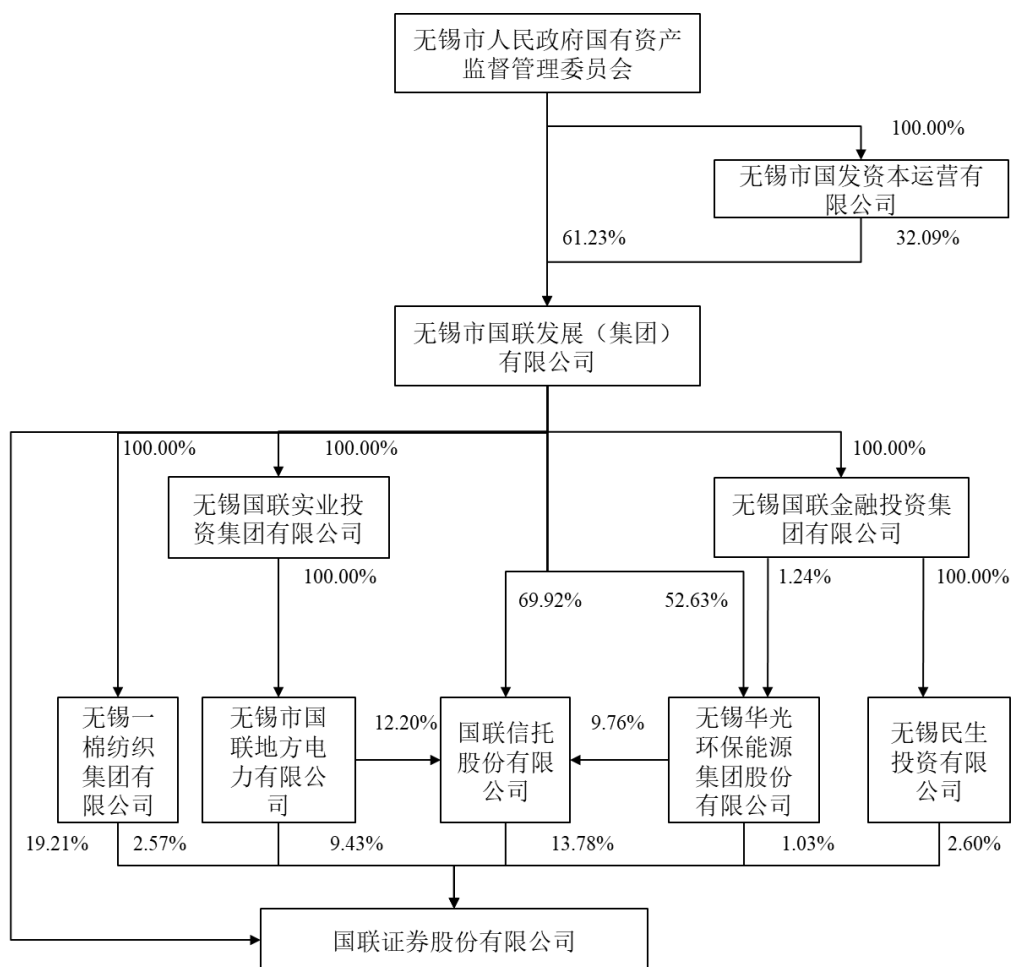 无锡市人民政府国有资产
监督管理委员会
100.00%
无锡市国发资本运营有
限公司
61.23%
32.09%
无锡市国联发展（集团）
有限公司
100.00%
100.00%
100.00%
无锡国联实业投
资集团有限公司
无锡国联金融投资集
团有限公司
100.00%
1.24%
100.00%
69.92%
52.63%
无锡一
棉纺织
集团有
限公司
无锡市国
联地方电
力有限公
司
12.20%
国联信托
股份有限
公司
9.76%
无锡华光
环保能源
集团股份
有限公司
无锡民生
投资有限
公司
19.21%
2.57%
9.43%
13.78%
1.03%
2.60%
国联证券股份有限公司